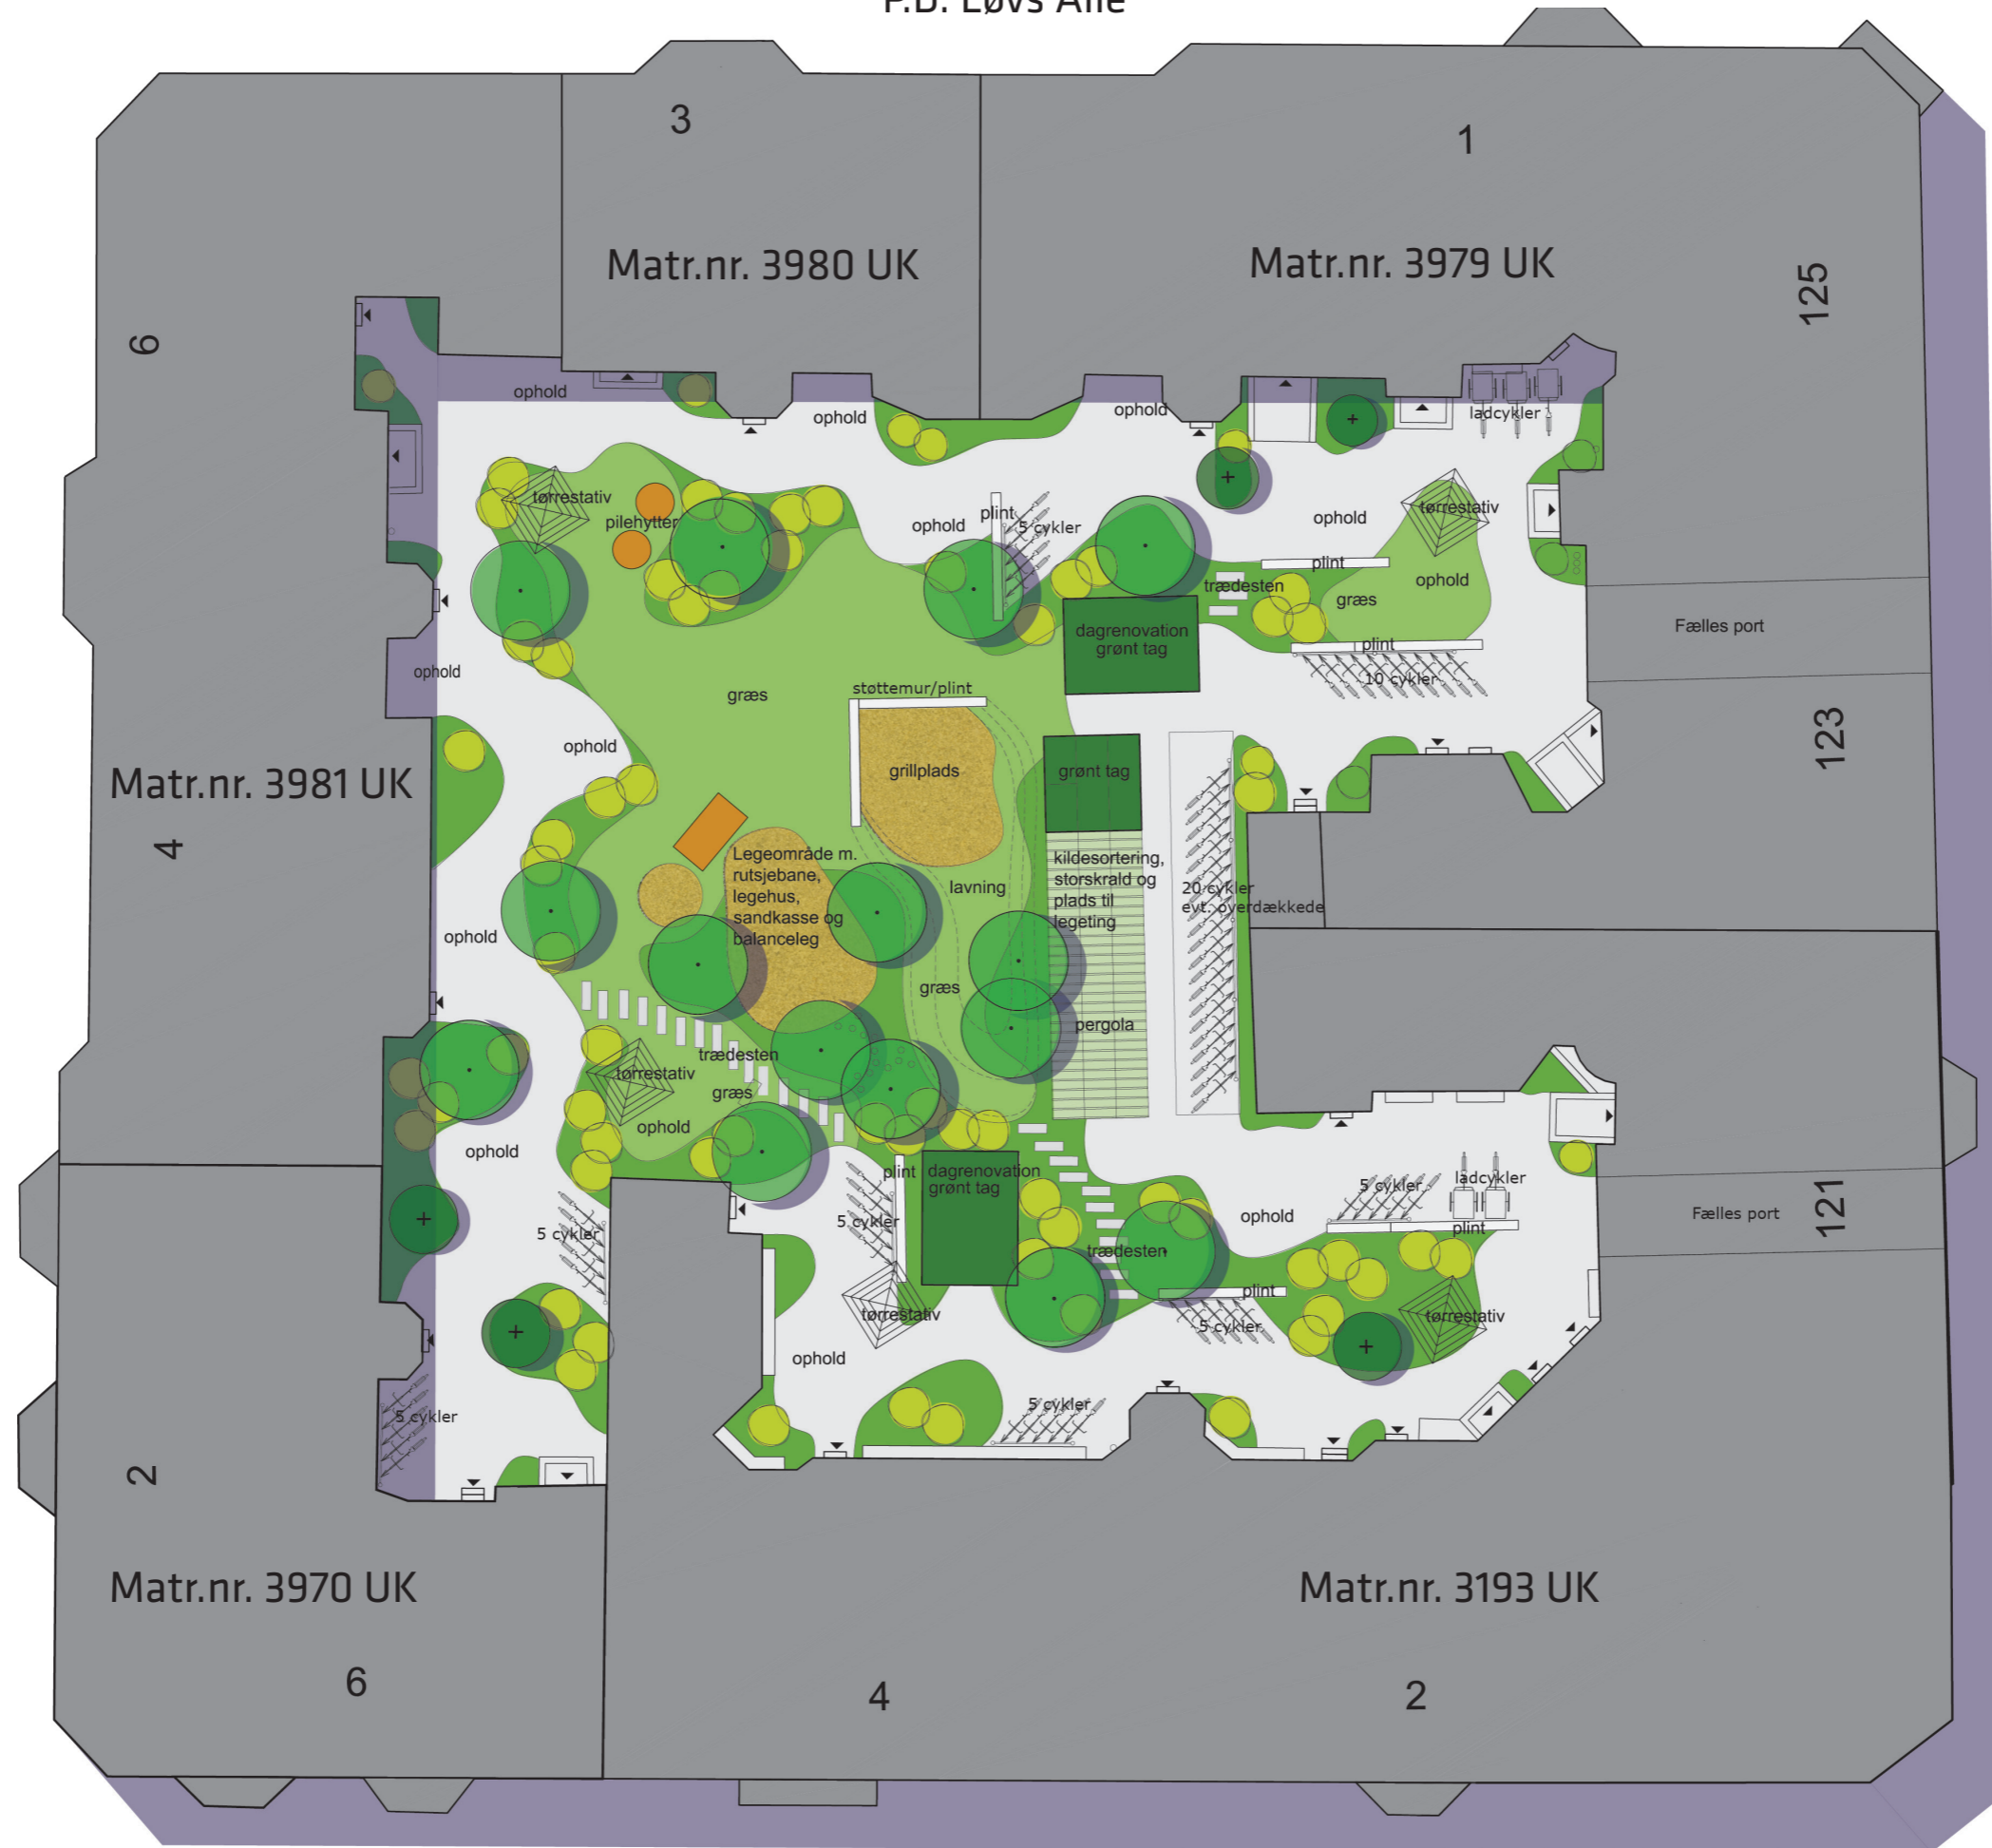 P.D. Løvs Allé
3
1
Matr.nr. 3980 UK
Matr.nr. 3979 UK
125
6
ophold
ophold
ophold
ladcykler
tørrestativ
pilehytter
ophold
plint
5 cykler
ophold
tørrestativ
plint
trædesten
ophold
græs
dagrenovation
grønt tag
Fælles port
plint
10 cykler
ophold
græs
støttemur/plint
123
ophold
grillplads
grønt tag
Matr.nr. 3981 UK
4
Legeområde m.
rutsjebane,
legehus,
sandkasse og
balanceleg
lavning
kildesortering,
storskrald og
plads til
legeting
20 cykler
evt. overdækkede
ophold
græs
pergola
trædesten
tørrestativ
græs
ophold
ophold
plint
dagrenovation
grønt tag
5 cykler
ladcykler
121
Fælles port
5 cykler
5 cykler
ophold
plint
trædesten
plint
tørrestativ
5 cykler
tørrestativ
ophold
5 cykler
5 cykler
2
Matr.nr. 3970 UK
Matr.nr. 3193 UK
6
4
2